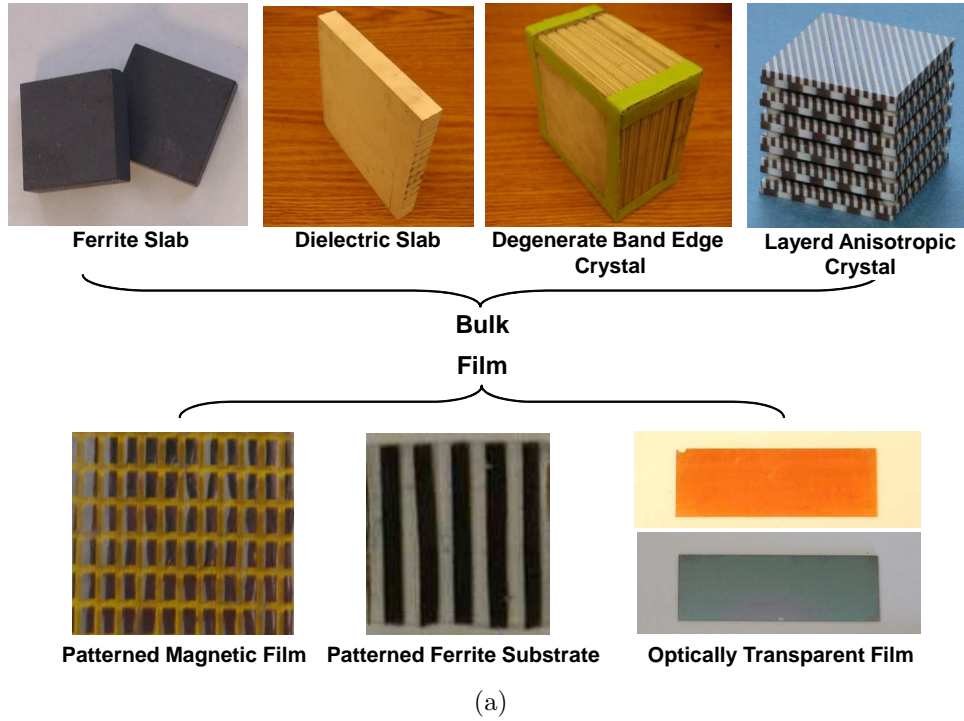 Ferrite Slab
Dielectric Slab
Degenerate Band Edge
Crystal
Layerd Anisotropic
Crystal
Bulk
Film
Patterned Magnetic Film
Patterned Ferrite Substrate
Optically Transparent Film
(a)